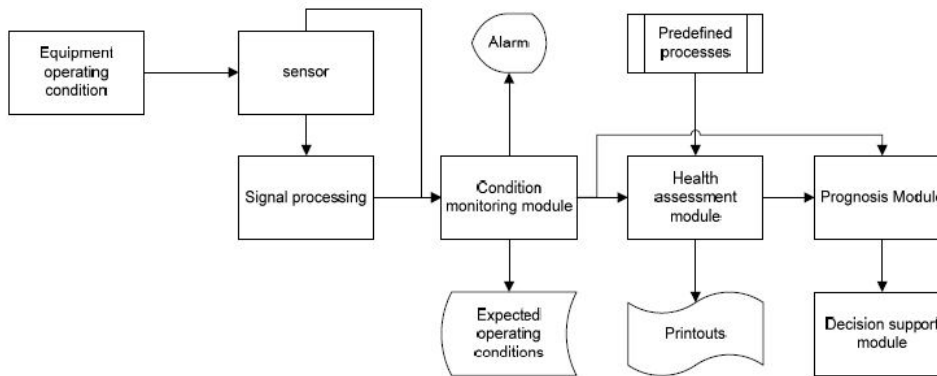 Equipment
operating
condition
sensor
Alarm
Predefined
processes
Signal processing
Condition
monitoring module
Health
assessment
module
Prognosis Module
Expected
operating
conditions
Printouts
Decision support
module